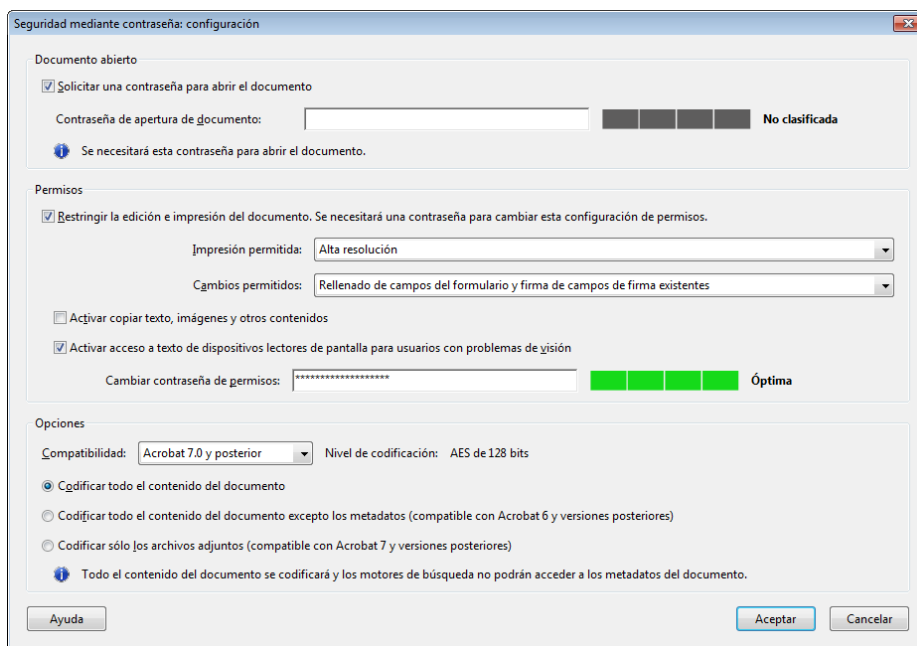 Seguridad mediante contraseña: configuración
Documento abierto
Solicitar una contraseña para abrir el documento
Contraseña de apertura de documento: No clasificada
Se necesitará esta contraseña para abrir el documento.
Permisos
Restringir la edición e impresión del documento. Se necesitará una contraseña para cambiar esta configuración de permisos.
Impresión permitida: Alta resolución
Cambios permitidos: Rellenado de campos del formulario y firma de campos de firma existentes
Activar copiar texto, imágenes y otros contenidos
Activar acceso a texto de dispositivos lectores de pantalla para usuarios con problemas de visión
Cambiar contraseña de permisos: ******************* Óptima
Opciones
Compatibilidad: Acrobat 7.0 y posterior Nivel de codificación: AES de 128 bits
Codificar todo el contenido del documento
Codificar todo el contenido del documento excepto los metadatos (compatible con Acrobat 6 y versiones posteriores)
Codificar sólo los archivos adjuntos (compatible con Acrobat 7 y versiones posteriores)
Todo el contenido del documento se codificará y los motores de búsqueda no podrán acceder a los metadatos del documento.
Ayuda Aceptar Cancelar